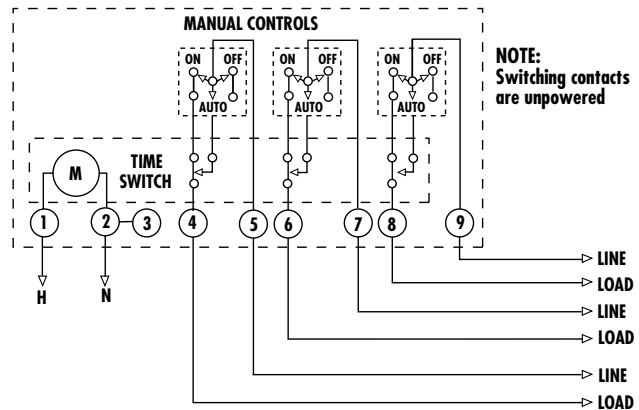 MANUAL CONTROLS
ON OFF ON OFF ON OFF
AUTO AUTO AUTO
NOTE:
Switching contacts
are unpowered
M
TIME
SWITCH
1 2 3 4 5 6 7 8 9
H N
LINE
LOAD
LINE
LOAD
LINE
LOAD